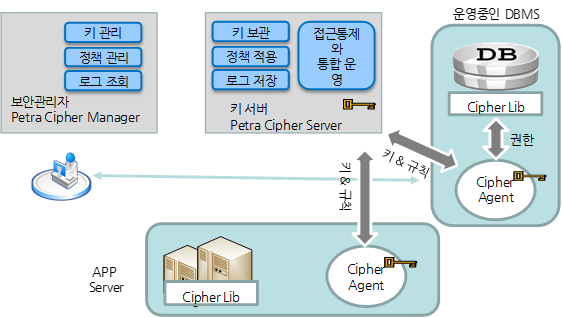 키 관리
정책 관리
로그 조회
보안관리자
Petra Cipher Manager
키 보관
정책 적용
로그 저장
접근통제
와
통합 운
영
키 서버
Petra Cipher Server
운영중인 DBMS
DB
Cipher Lib
권한
Cipher
Agent
키 & 규칙
키 & 규칙
APP
Server
Cipher Lib
Cipher
Agent